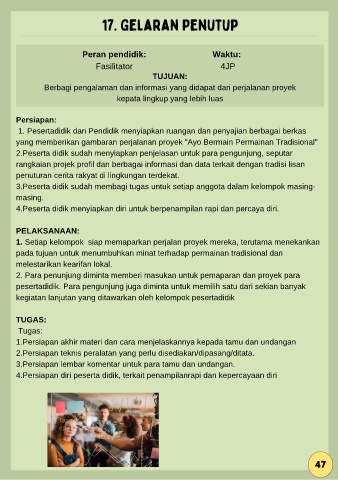 17. GELARAN PENUTUP
Peran pendidik: Waktu:
Fasilitator 4JP
TUJUAN:
Berbagi pengalaman dan informasi yang didapat dari perjalanan proyek
kepata lingkup yang lebih luas
Persiapan:
1. Pesertadidik dan Pendidik menyiapkan ruangan dan penyajian berbagai berkas
yang memberikan gambaran perjalanan proyek "Ayo Bermain Permainan Tradisional"
2.Peserta didik sudah menyiapkan penjelasan untuk para pengunjung, seputar
rangkaian projek profil dan berbagai informasi dan data terkait dengan tradisi lisan
penuturan cerita rakyat di lingkungan terdekat.
3.Peserta didik sudah membagi tugas untuk setiap anggota dalam kelompok masing-
masing.
4.Peserta didik menyiapkan diri untuk berpenampilan rapi dan percaya diri.
PELAKSANAAN:
1. Setiap kelompok siap memaparkan perjalan proyek mereka, terutama menekankan
pada tujuan untuk menumbuhkan minat terhadap permainan tradisional dan
melestarikan kearifan lokal.
2. Para penunjung diminta memberi masukan untuk pemaparan dan proyek para
pesertadidik. Para pengunjung juga diminta untuk memilih satu dari sekian banyak
kegiatan lanjutan yang ditawarkan oleh kelompok pesertadidik
TUGAS:
Tugas:
1.Persiapan akhir materi dan cara menjelaskannya kepada tamu dan undangan
2.Persiapan teknis peralatan yang perlu disediakan/dipasang/ditata.
3.Persiapan lembar komentar untuk para tamu dan undangan.
4.Persiapan diri peserta didik, terkait penampilanrapi dan kepercayaan diri
47